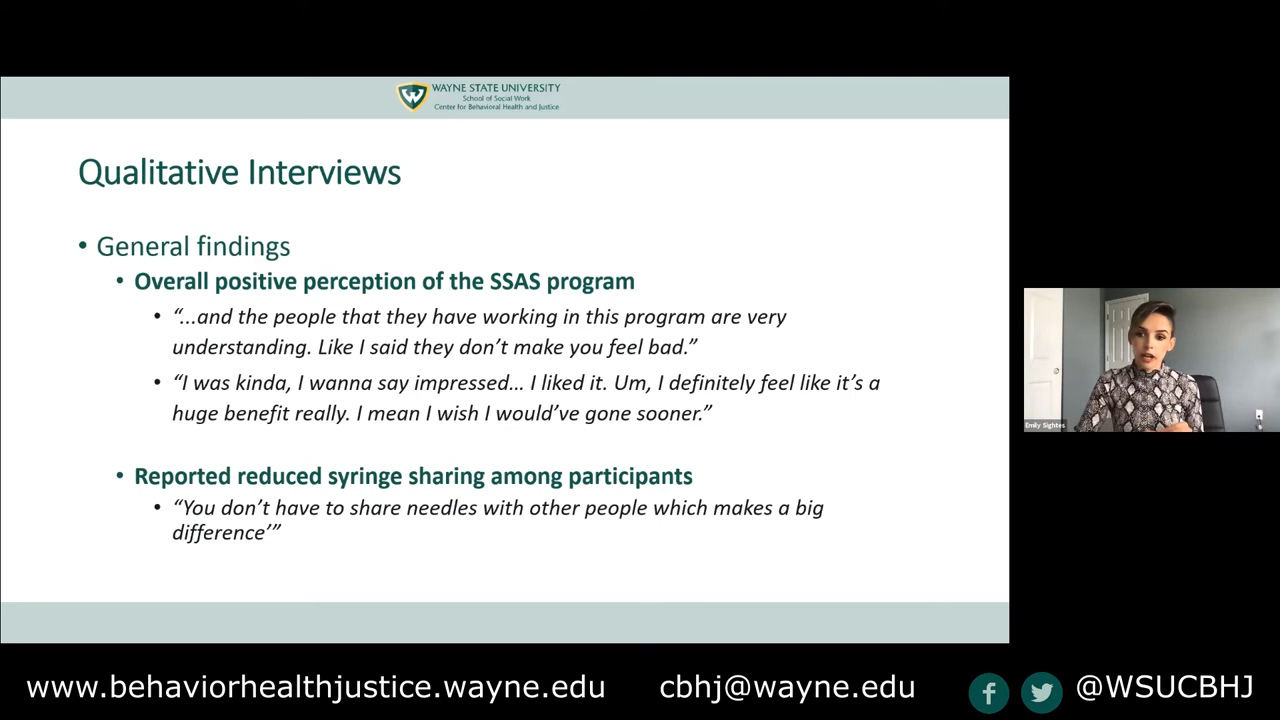 WAYNE STATE UNIVERSITY
School of Social Work
Center for Behavioral Health and Justice
Qualitative Interviews
• General findings
• Overall positive perception of the SSAS program
• “...and the people that they have working in this program are very
understanding. Like I said they don’t make you feel bad.”
• “I was kinda, I wanna say impressed… I liked it. Um, I definitely feel like it’s a
huge benefit really. I mean I wish I would’ve gone sooner.”
• Reported reduced syringe sharing among participants
• “You don’t have to share needles with other people which makes a big
difference’”
Emily Sightes
www.behaviorhealthjustice.wayne.edu cbhj@wayne.edu @WSUCBHJ